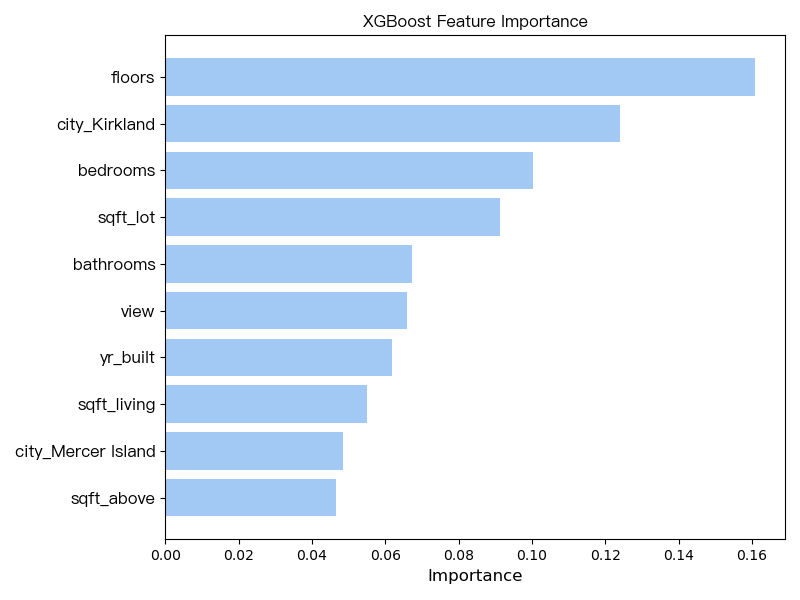 XGBoost Feature Importance
floors
city_Kirkland
bedrooms
sqft_lot
bathrooms
view
yr_built
sqft_living
city_Mercer Island
sqft_above
0.00 0.02 0.04 0.06 0.08 0.10 0.12 0.14 0.16
Importance